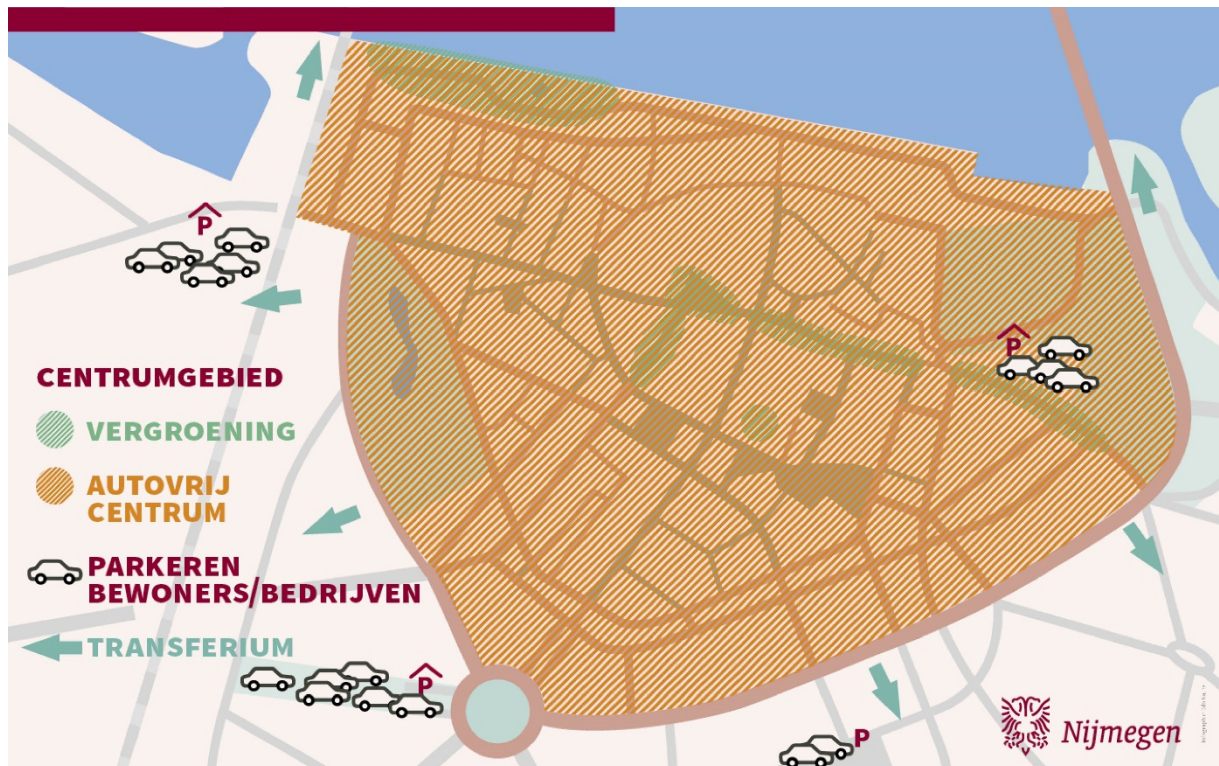 P
P
CENTRUMGEBIED
VERGROENING
AUTOVRIJ
CENTRUM
PARKEREN
BEWONERS/BEDRIJVEN
TRANSFERIUM
P
P
Nijmegen